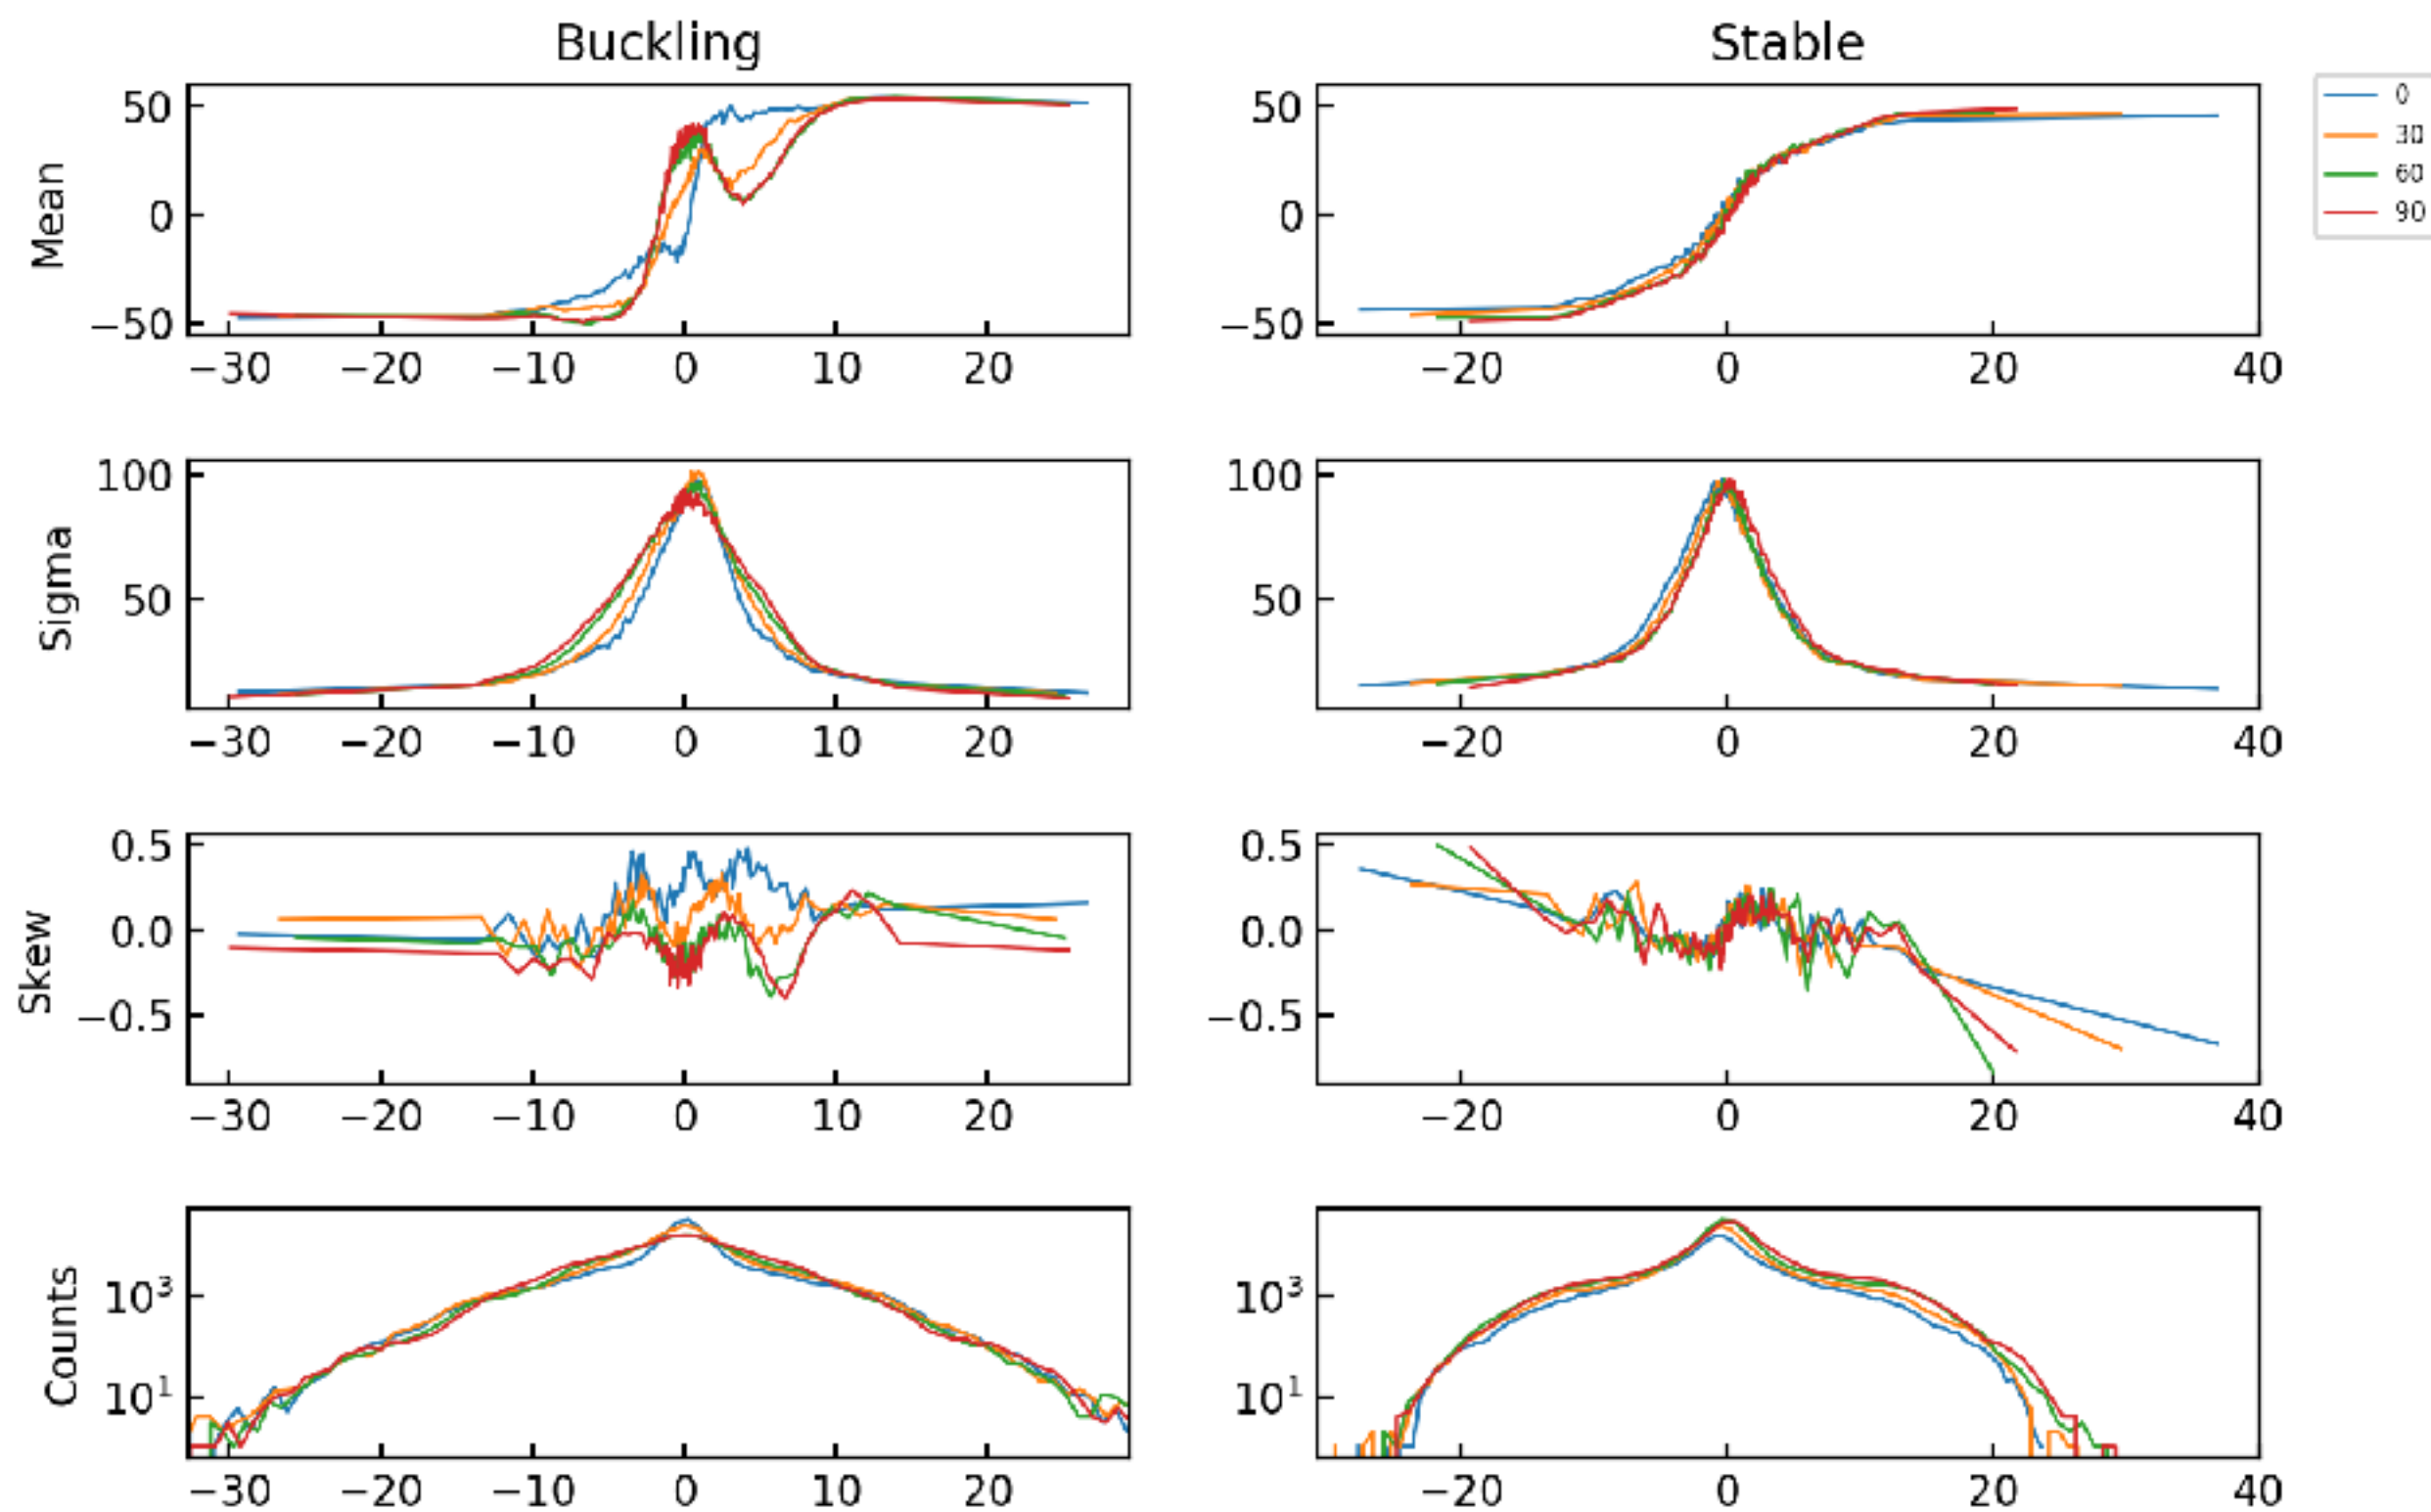 Buckling Stable
Mean 50 0 −50
−30 −20 −10 0 10 20
50 0 −50
−20 0 20 40
0
30
60
90
Sigma 100 50
−30 −20 −10 0 10 20
100 50
−20 0 20 40
Skew 0.5 0.0 −0.5
−30 −20 −10 0 10 20
0.5 0.0 −0.5
−20 0 20 40
Counts 10³ 10¹
−30 −20 −10 0 10 20
10³ 10¹
−20 0 20 40